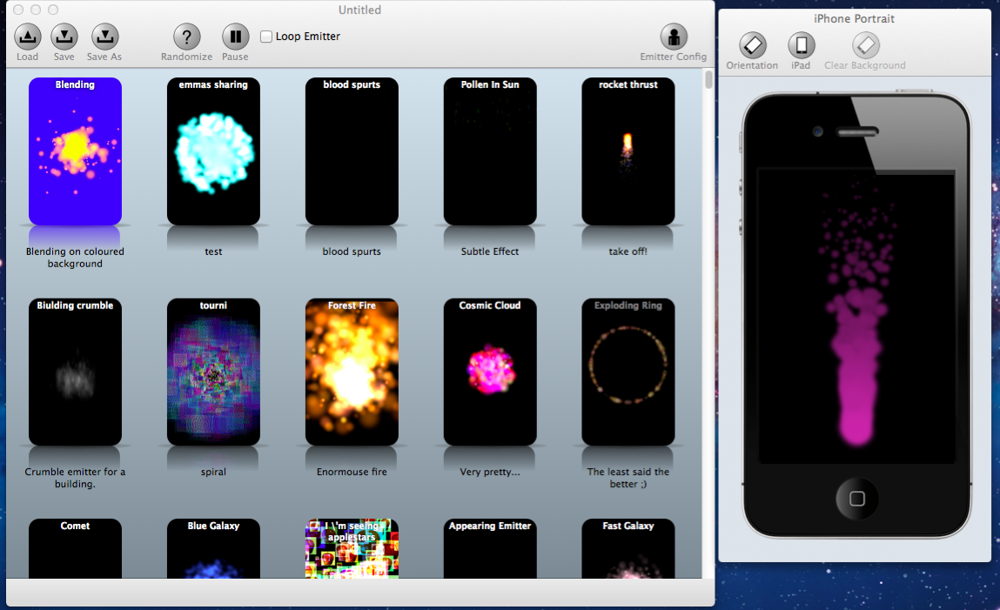 Untitled
Load
Save
Save As
?
Randomize
Pause
Loop Emitter
Emitter Config
iPhone Portrait
Orientation
iPad
Clear Background
Blending
emmas sharing
blood spurts
Pollen In Sun
rocket thrust
Blending on coloured
background
test
blood spurts
Subtle Effect
take off!
Biulding crumble
tourni
Forest Fire
Cosmic Cloud
Exploding Ring
Crumble emitter for a
building.
spiral
Enormouse fire
Very pretty...
The least said the
better ;)
Comet
Blue Galaxy
I \'m seeing
applestars
Appearing Emitter
Fast Galaxy